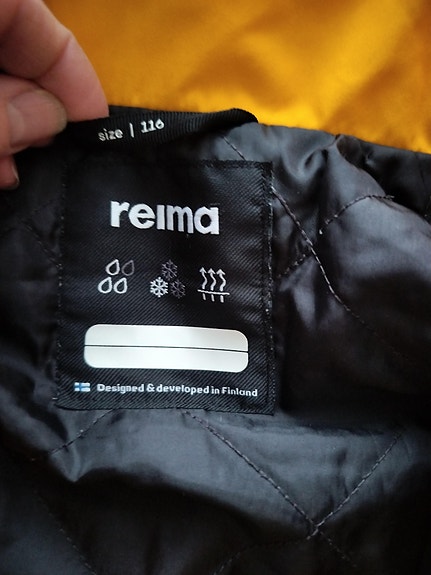 size | 116
reima
Designed & developed in Finland